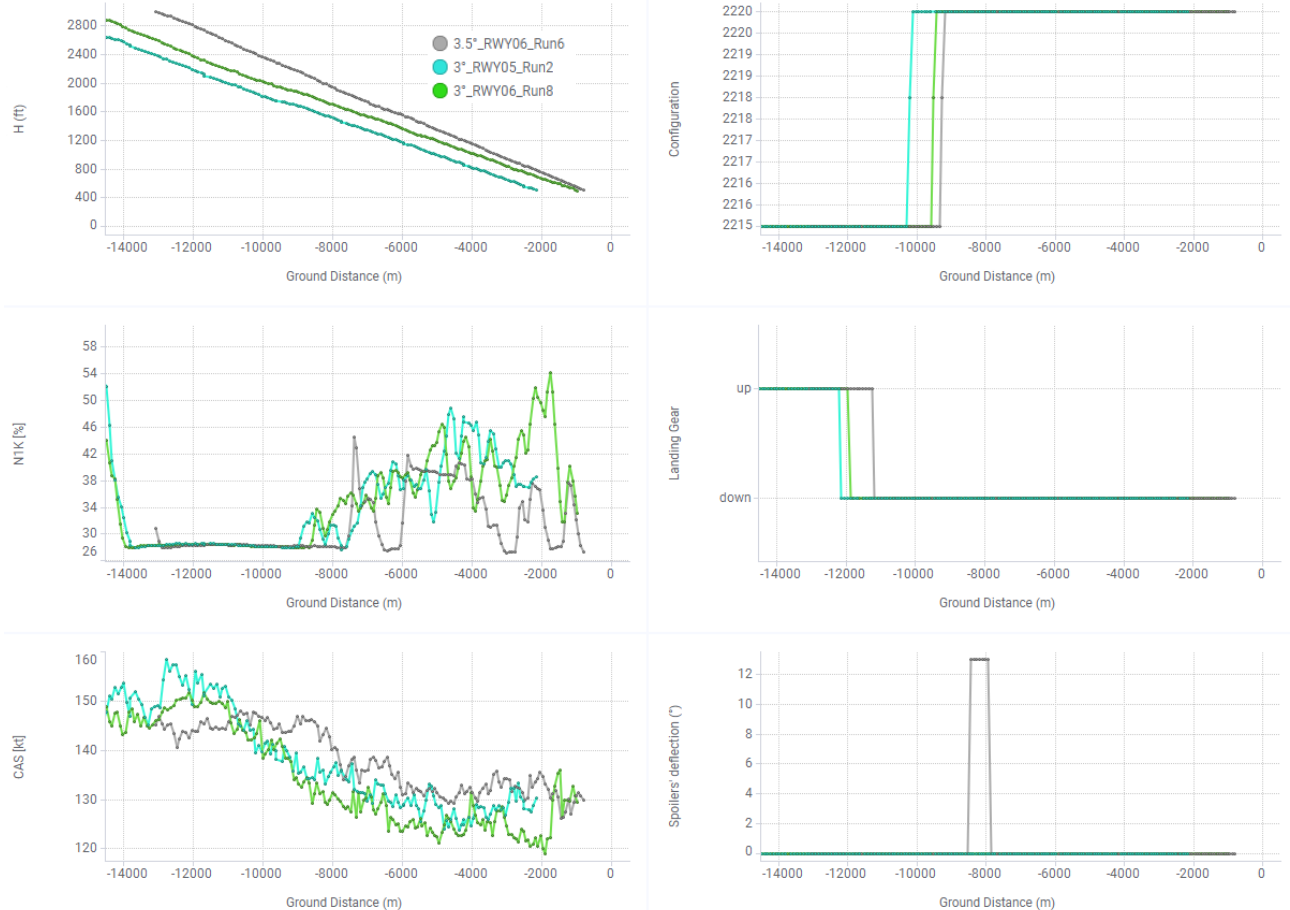 H (ft)
2800
2400
2000
1600
1200
800
400
0
3.5°_RWY06_Run6
3°_RWY05_Run2
3°_RWY06_Run8
-14000 -12000 -10000 -8000 -6000 -4000 -2000 0
Ground Distance (m)
Configuration
2220
2219
2219
2218
2218
2217
2217
2216
2216
2215
-14000 -12000 -10000 -8000 -6000 -4000 -2000 0
Ground Distance (m)
N1K [%]
58
54
50
46
42
38
34
30
26
-14000 -12000 -10000 -8000 -6000 -4000 -2000 0
Ground Distance (m)
Landing Gear
up
down
-14000 -12000 -10000 -8000 -6000 -4000 -2000 0
Ground Distance (m)
CAS [kt]
160
150
140
130
120
-14000 -12000 -10000 -8000 -6000 -4000 -2000 0
Ground Distance (m)
Spoilers' deflection (°)
12
10
8
6
4
2
0
-14000 -12000 -10000 -8000 -6000 -4000 -2000 0
Ground Distance (m)